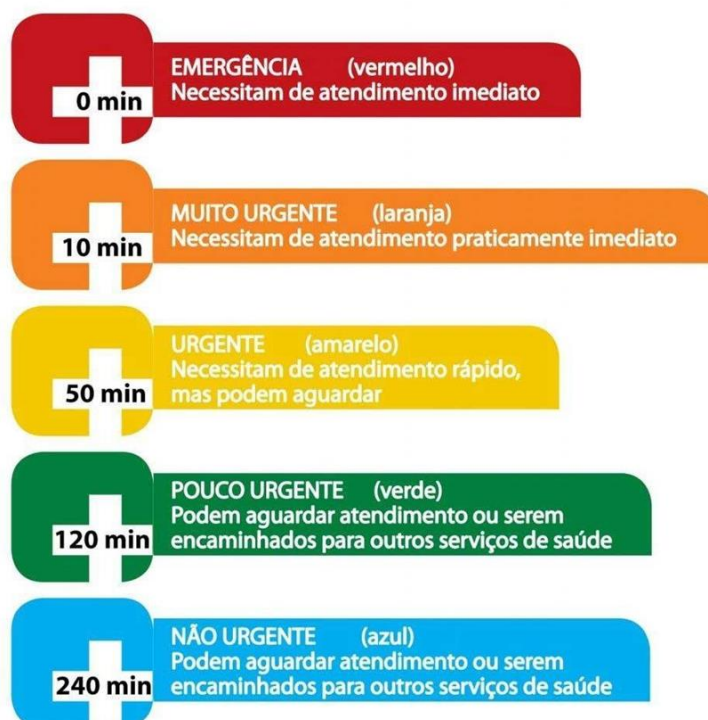 EMERGÊNCIA (vermelho)
0 min
Necessitam de atendimento imediato
MUITO URGENTE (laranja)
10 min
Necessitam de atendimento praticamente imediato
URGENTE (amarelo)
Necessitam de atendimento rápido,
50 min
mas podem aguardar
POUCO URGENTE (verde)
Podem aguardar atendimento ou serem
120 min
encaminhados para outros serviços de saúde
NÃO URGENTE (azul)
Podem aguardar atendimento ou serem
240 min
encaminhados para outros serviços de saúde